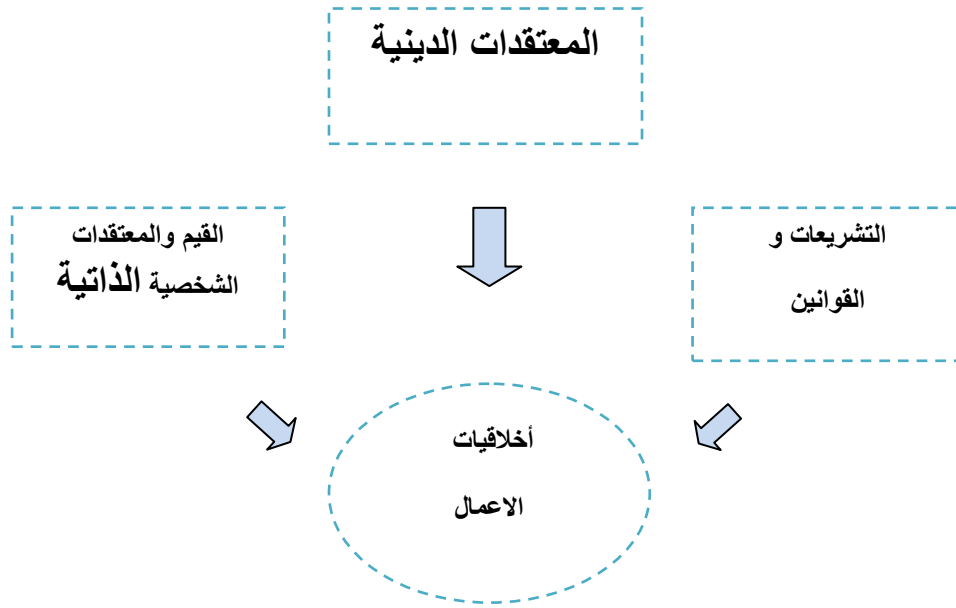 المعتقدات الدينية
التشريعات و
القوانين
القيم والمعتقدات
الشخصية الذاتية
أخلاقيات
الاعمال